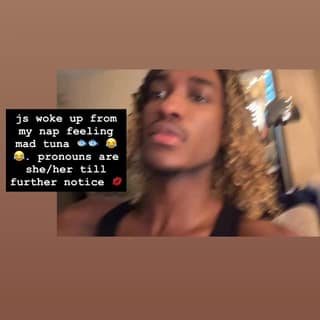 js woke up from
my nap feeling
mad tuna 🐟🐟 😂
😂. pronouns are
she/her till
further notice 💋